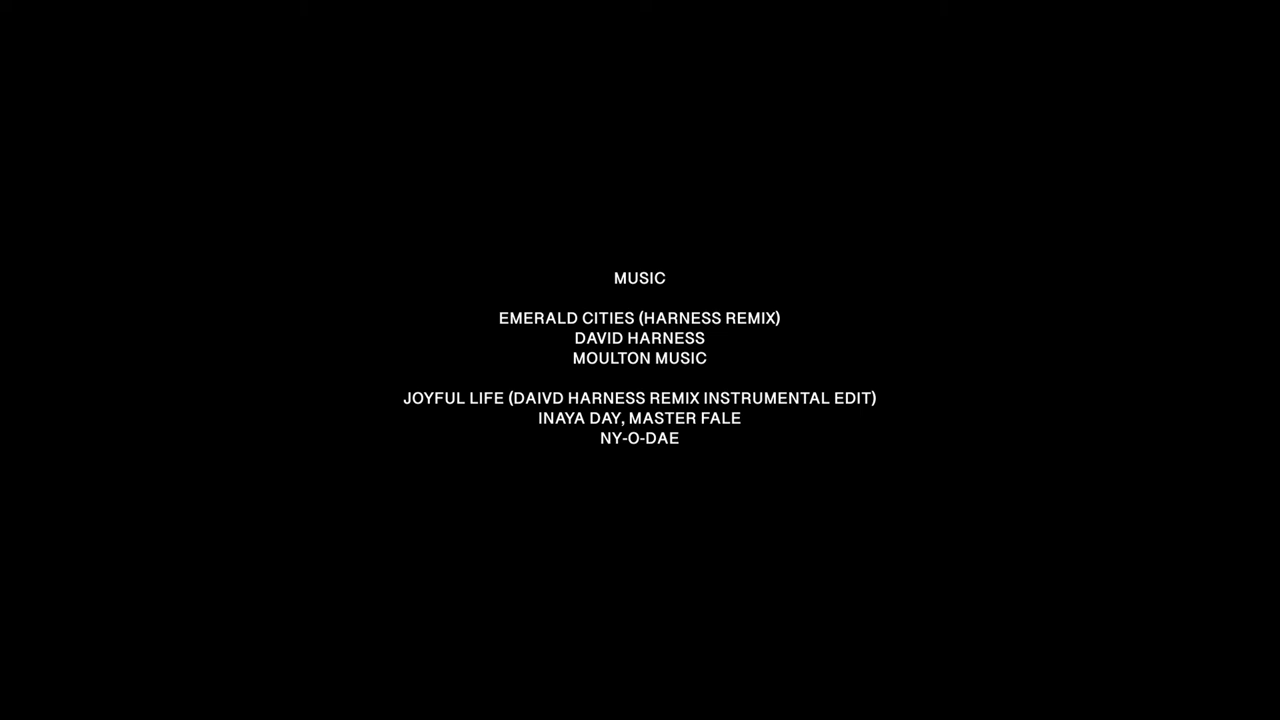 MUSIC
EMERALD CITIES (HARNESS REMIX)
DAVID HARNESS
MOULTON MUSIC
JOYFUL LIFE (DAIVD HARNESS REMIX INSTRUMENTAL EDIT)
INAYA DAY, MASTER FALE
NY-O-DAE